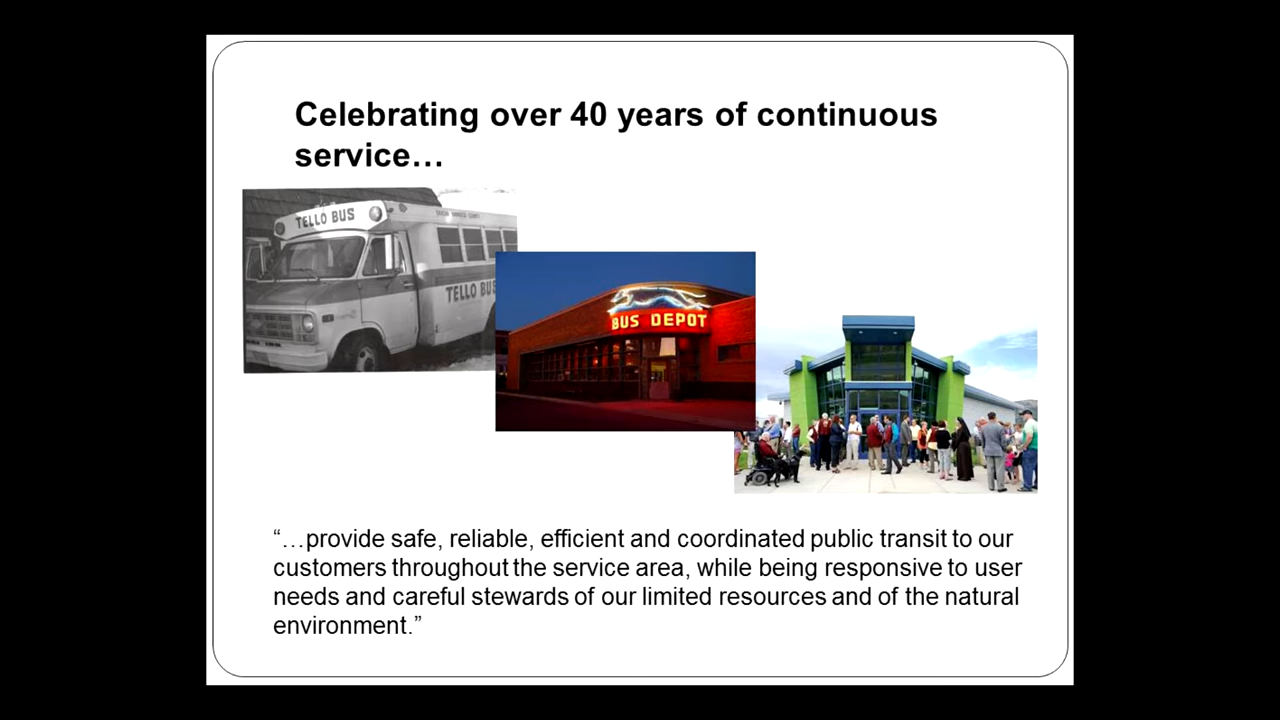 Celebrating over 40 years of continuous
service…
TELLO BUS
TELLO BUS
BUS DEPOT
“…provide safe, reliable, efficient and coordinated public transit to our
customers throughout the service area, while being responsive to user
needs and careful stewards of our limited resources and of the natural
environment.”